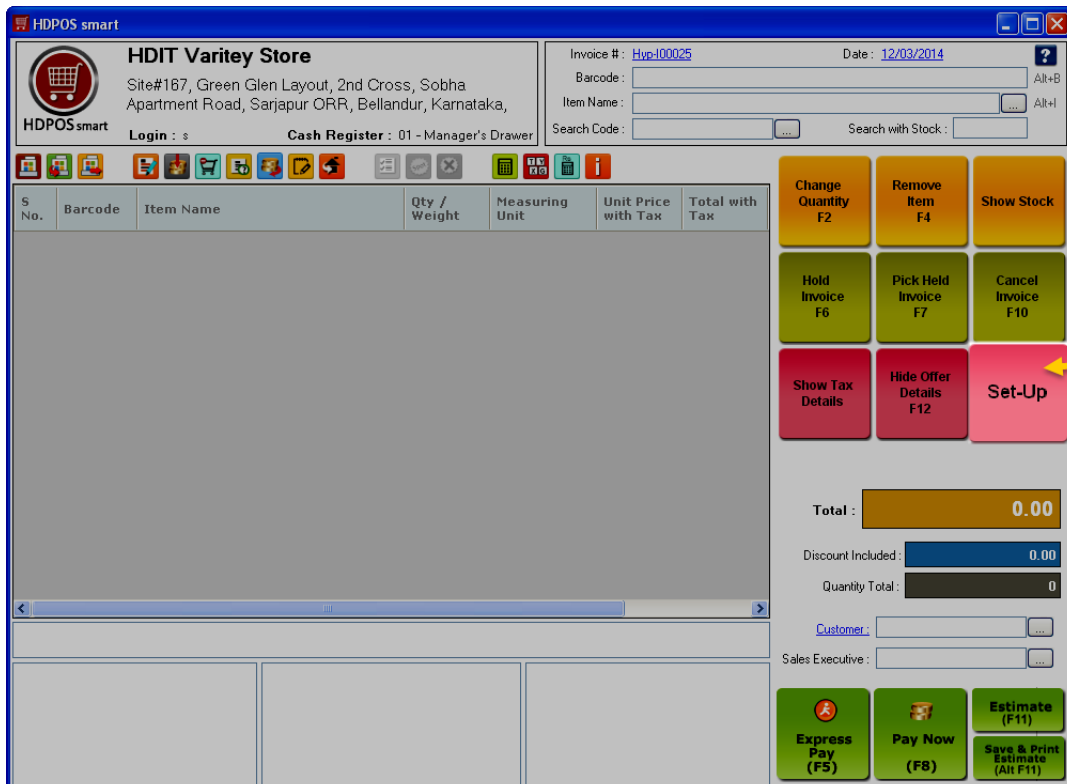 HDPOS smart
HDPOS smart
HDIT Varitey Store
Site#167, Green Glen Layout, 2nd Cross, Sobha
Apartment Road, Sarjapur ORR, Bellandur, Karnataka,
Login : s Cash Register : 01 - Manager's Drawer
Invoice # : Hyp-I00025 Date : 12/03/2014 ?
Barcode : Alt+B
Item Name : ... Alt+I
Search Code : ... Search with Stock :
S No. Barcode Item Name Qty / Weight Measuring Unit Unit Price with Tax Total with Tax
Change
Quantity
F2
Remove
Item
F4
Show Stock
Hold
Invoice
F6
Pick Held
Invoice
F7
Cancel
Invoice
F10
Show Tax
Details
Hide Offer
Details
F12
Set-Up
Total : 0.00
Discount Included : 0.00
Quantity Total : 0
Customer : ...
Sales Executive : ...
Express
Pay
(F5)
Pay Now
(F8)
Estimate
(F11)
Save & Print
Estimate
(Alt F11)